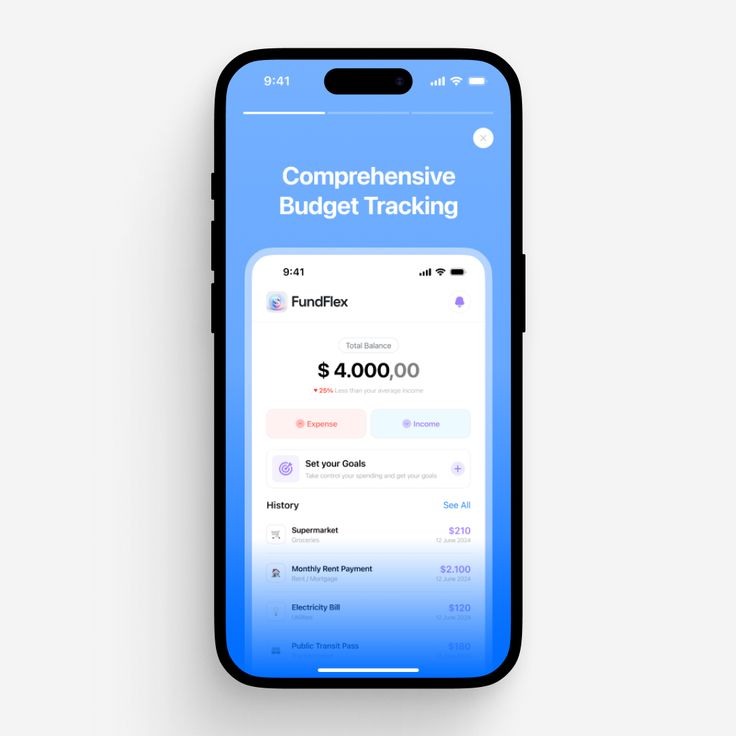 9:41
Comprehensive
Budget Tracking
9:41
FundFlex
Total Balance
$ 4.000,00
▼ 25% Less than your average income
Expense
Income
Set your Goals
Take control your spending and get your goals
History
See All
Supermarket
$210
Groceries
12 June 2024
Monthly Rent Payment
$2.100
Rent / Mortgage
12 June 2024
Electricity Bill
$120
Utilities
12 June 2024
Public Transit Pass
$180